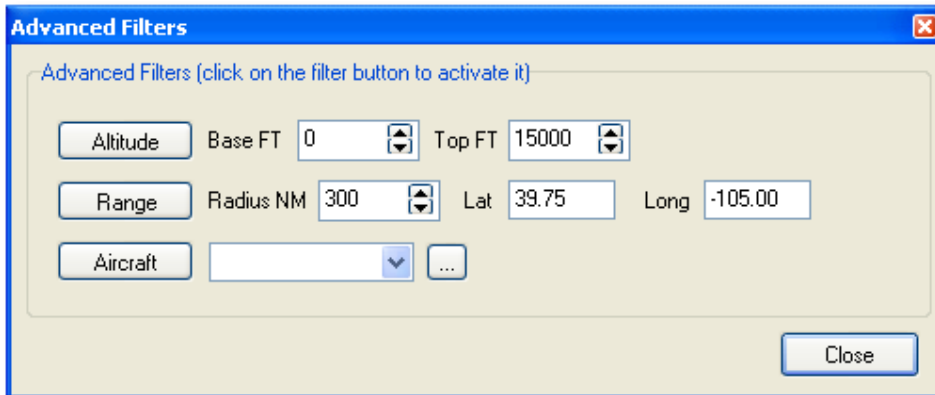 Advanced Filters
Advanced Filters (click on the filter button to activate it)
Altitude Base FT 0 Top FT 15000
Range Radius NM 300 Lat 39.75 Long -105.00
Aircraft ...
Close